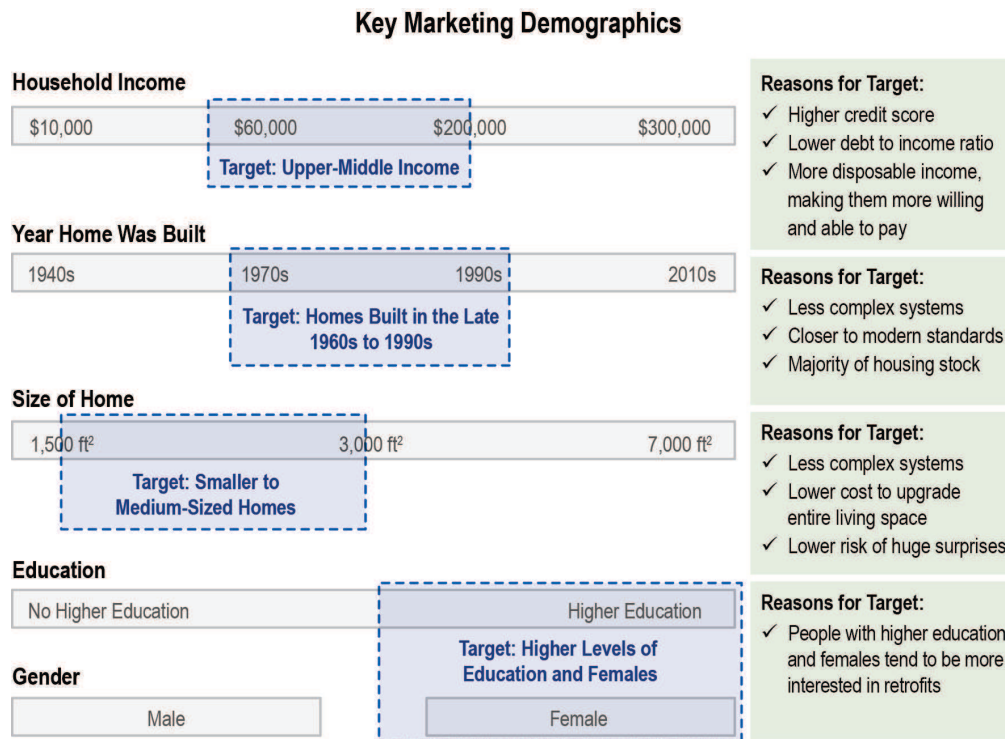 Key Marketing Demographics
Household Income
$10,000 $60,000 $200,000 $300,000
Target: Upper-Middle Income
Reasons for Target:
✓ Higher credit score
✓ Lower debt to income ratio
✓ More disposable income,
making them more willing
and able to pay
Year Home Was Built
1940s 1970s 1990s 2010s
Target: Homes Built in the Late
1960s to 1990s
Reasons for Target:
✓ Less complex systems
✓ Closer to modern standards
✓ Majority of housing stock
Size of Home
1,500 ft² 3,000 ft² 7,000 ft²
Target: Smaller to
Medium-Sized Homes
Reasons for Target:
✓ Less complex systems
✓ Lower cost to upgrade
entire living space
✓ Lower risk of huge surprises
Education
No Higher Education Higher Education
Target: Higher Levels of
Education and Females
Gender
Male Female
Reasons for Target:
✓ People with higher education
and females tend to be more
interested in retrofits